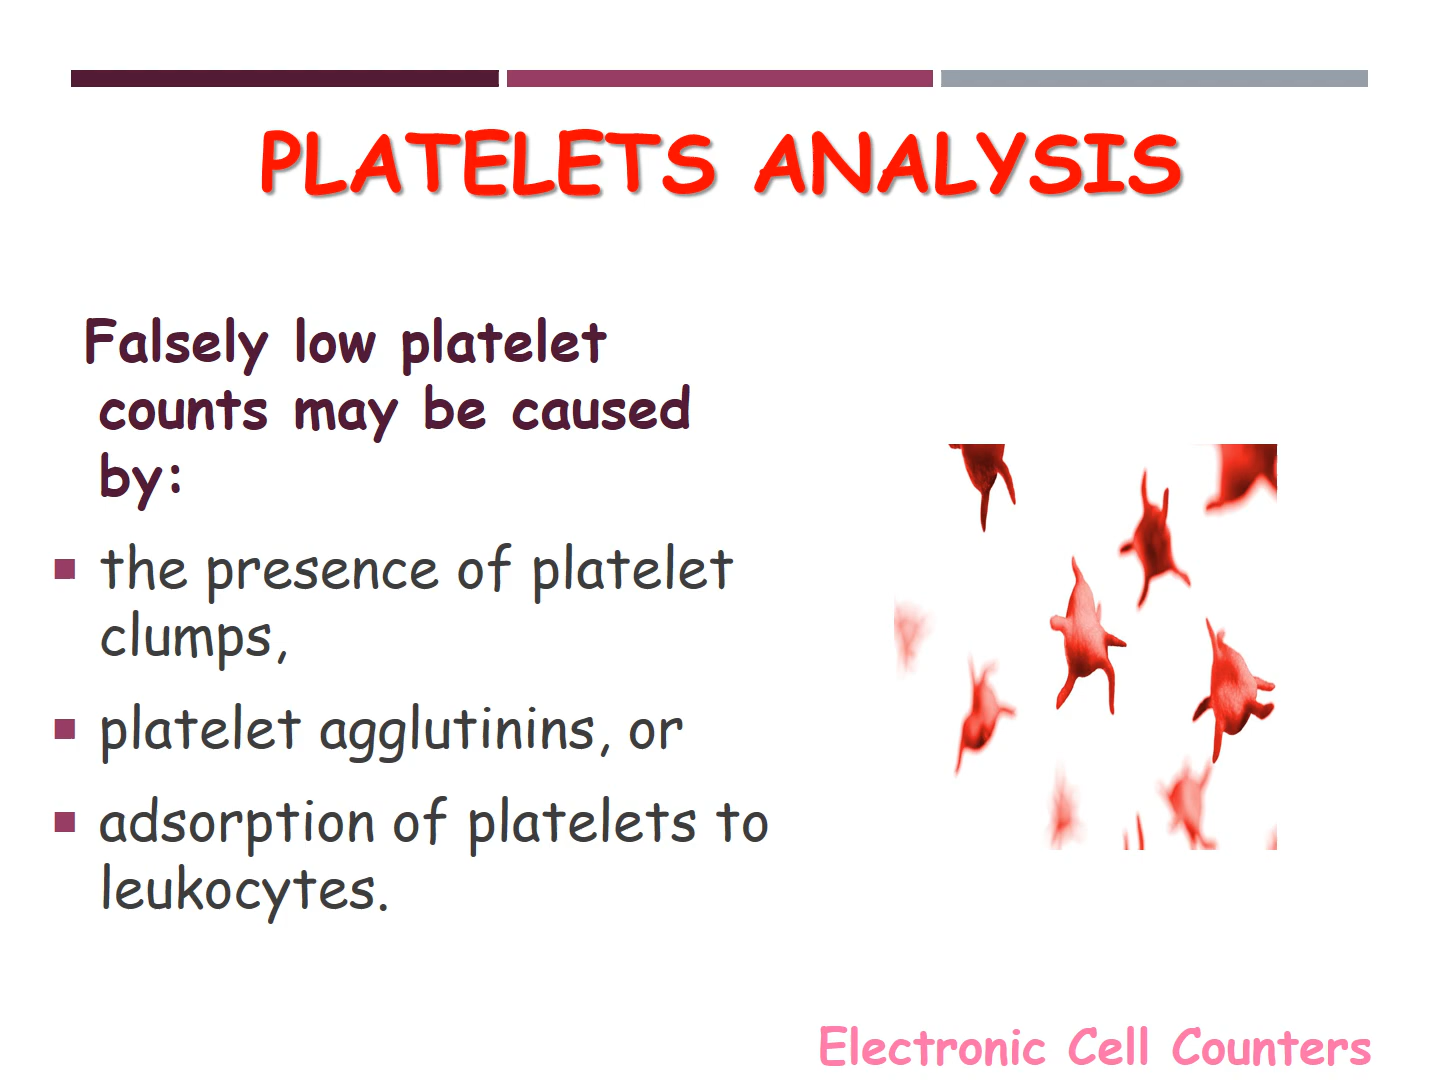 PLATELETS ANALYSIS
Falsely low platelet
counts may be caused
by:
the presence of platelet
clumps,
platelet agglutinins, or
adsorption of platelets to
leukocytes.
Electronic Cell Counters